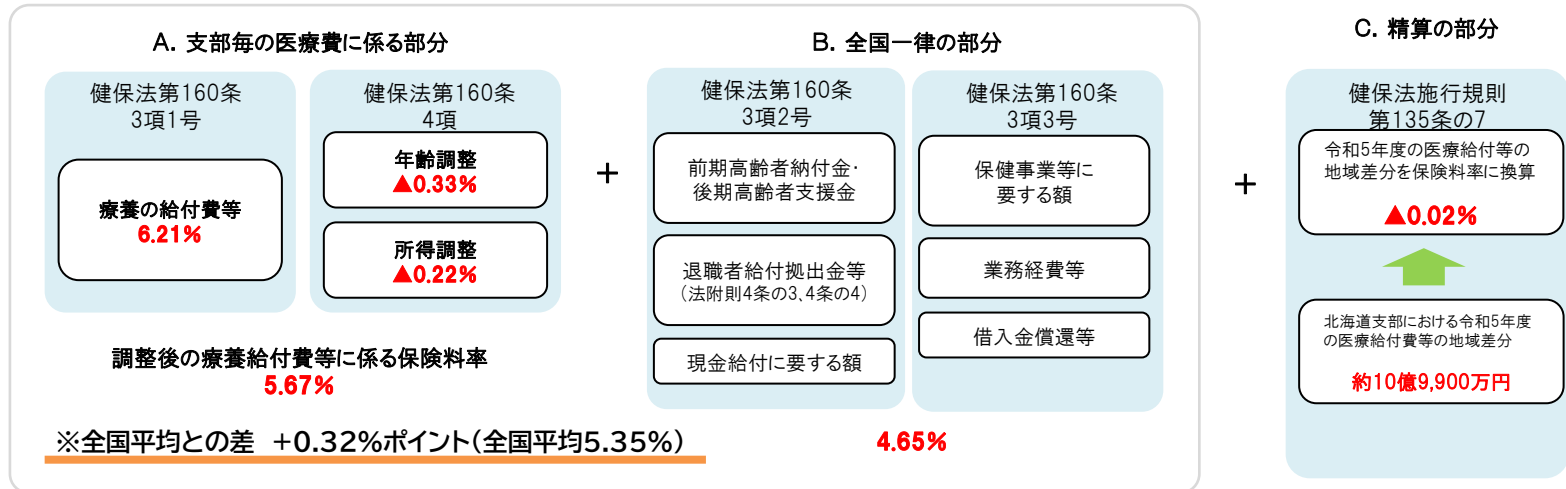 A. 支部毎の医療費に係る部分
健保法第160条
3項1号
療養の給付費等
6.21%
健保法第160条
4項
年齢調整
▲0.33%
所得調整
▲0.22%
調整後の療養給付費等に係る保険料率
5.67%
※全国平均との差 +0.32%ポイント(全国平均5.35%)
+
B. 全国一律の部分
健保法第160条
3項2号
前期高齢者納付金・
後期高齢者支援金
退職者給付拠出金等
(法附則4条の3、4条の4)
現金給付に要する額
健保法第160条
3項3号
保健事業等に
要する額
業務経費等
借入金償還等
4.65%
+
C. 精算の部分
健保法施行規則
第135条の7
令和5年度の医療給付等の
地域差分を保険料率に換算
▲0.02%
北海道支部における令和5年度
の医療給付費等の地域差分
約10億9,900万円